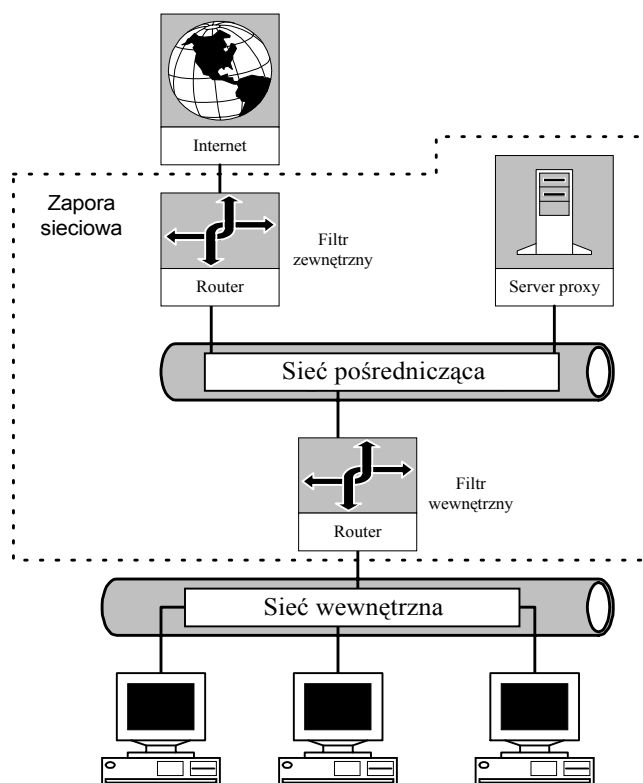 Internet
Zapora
sieciowa
Filtr
zewnętrzny
Router
Server proxy
Sieć pośrednicząca
Filtr
wewnętrzny
Router
Sieć wewnętrzna